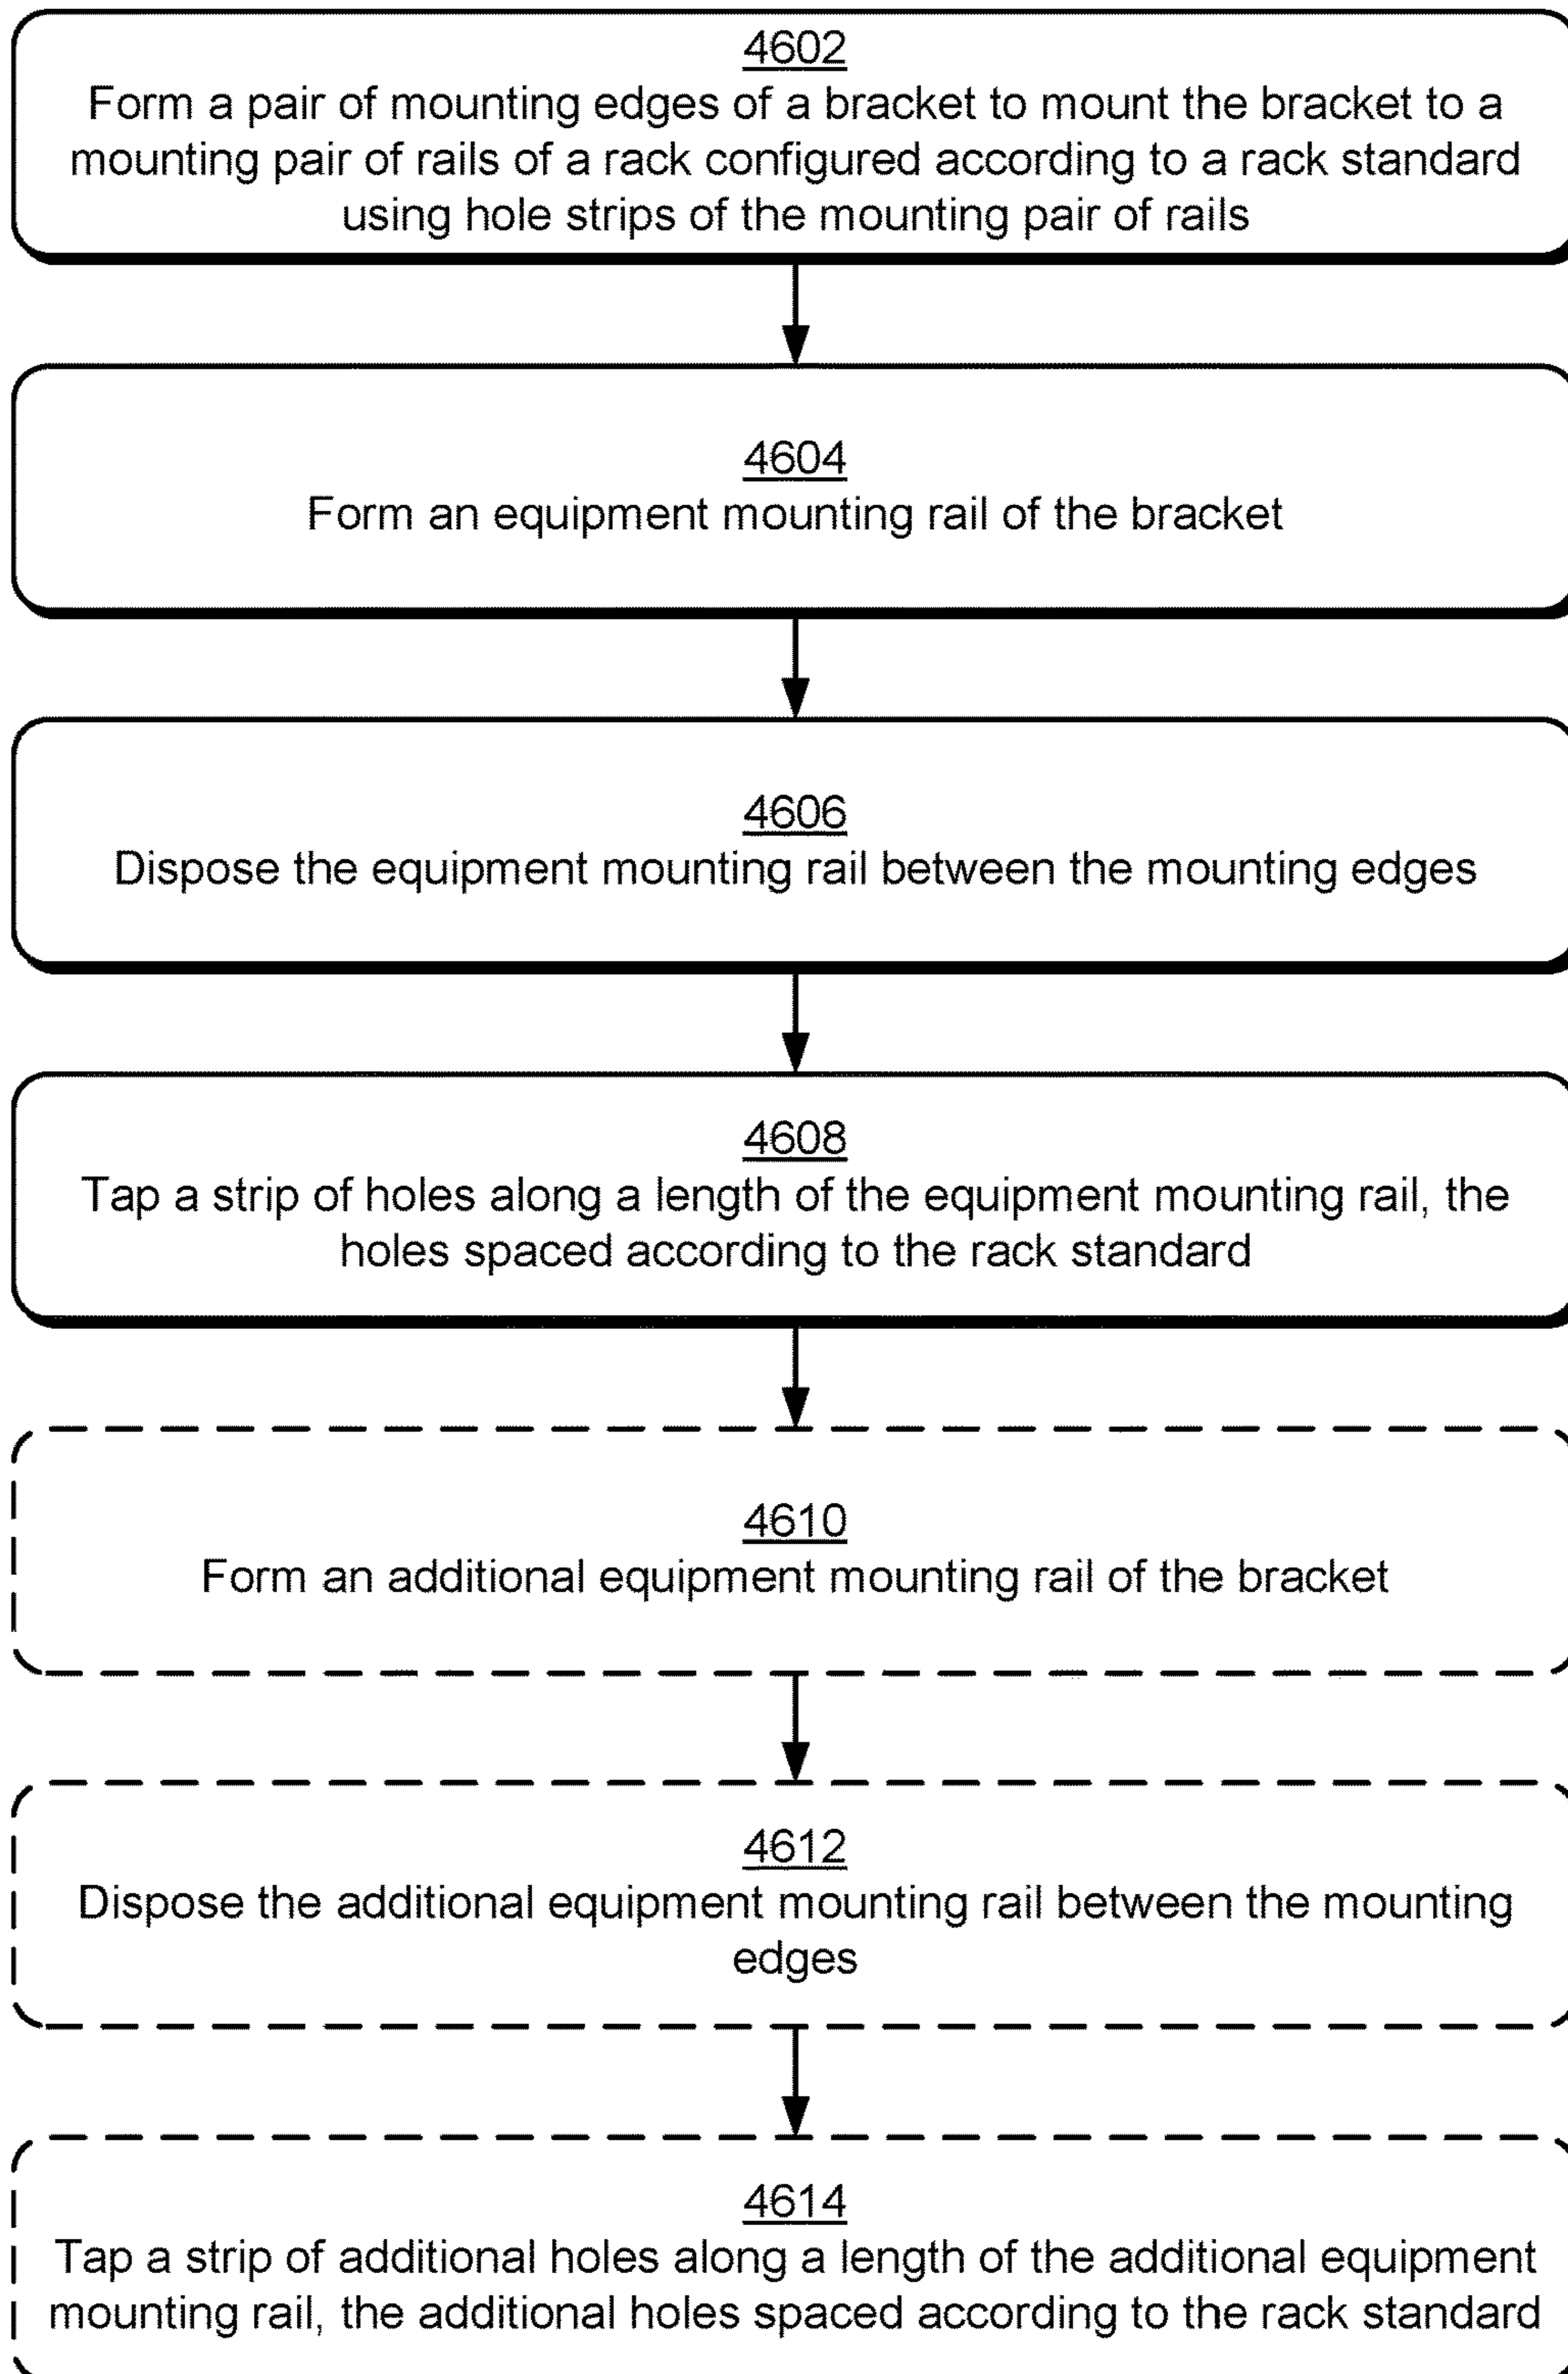 4602
Form a pair of mounting edges of a bracket to mount the bracket to a
mounting pair of rails of a rack configured according to a rack standard
using hole strips of the mounting pair of rails
4604
Form an equipment mounting rail of the bracket
4606
Dispose the equipment mounting rail between the mounting edges
4608
Tap a strip of holes along a length of the equipment mounting rail, the
holes spaced according to the rack standard
4610
Form an additional equipment mounting rail of the bracket
4612
Dispose the additional equipment mounting rail between the mounting
edges
4614
Tap a strip of additional holes along a length of the additional equipment
mounting rail, the additional holes spaced according to the rack standard